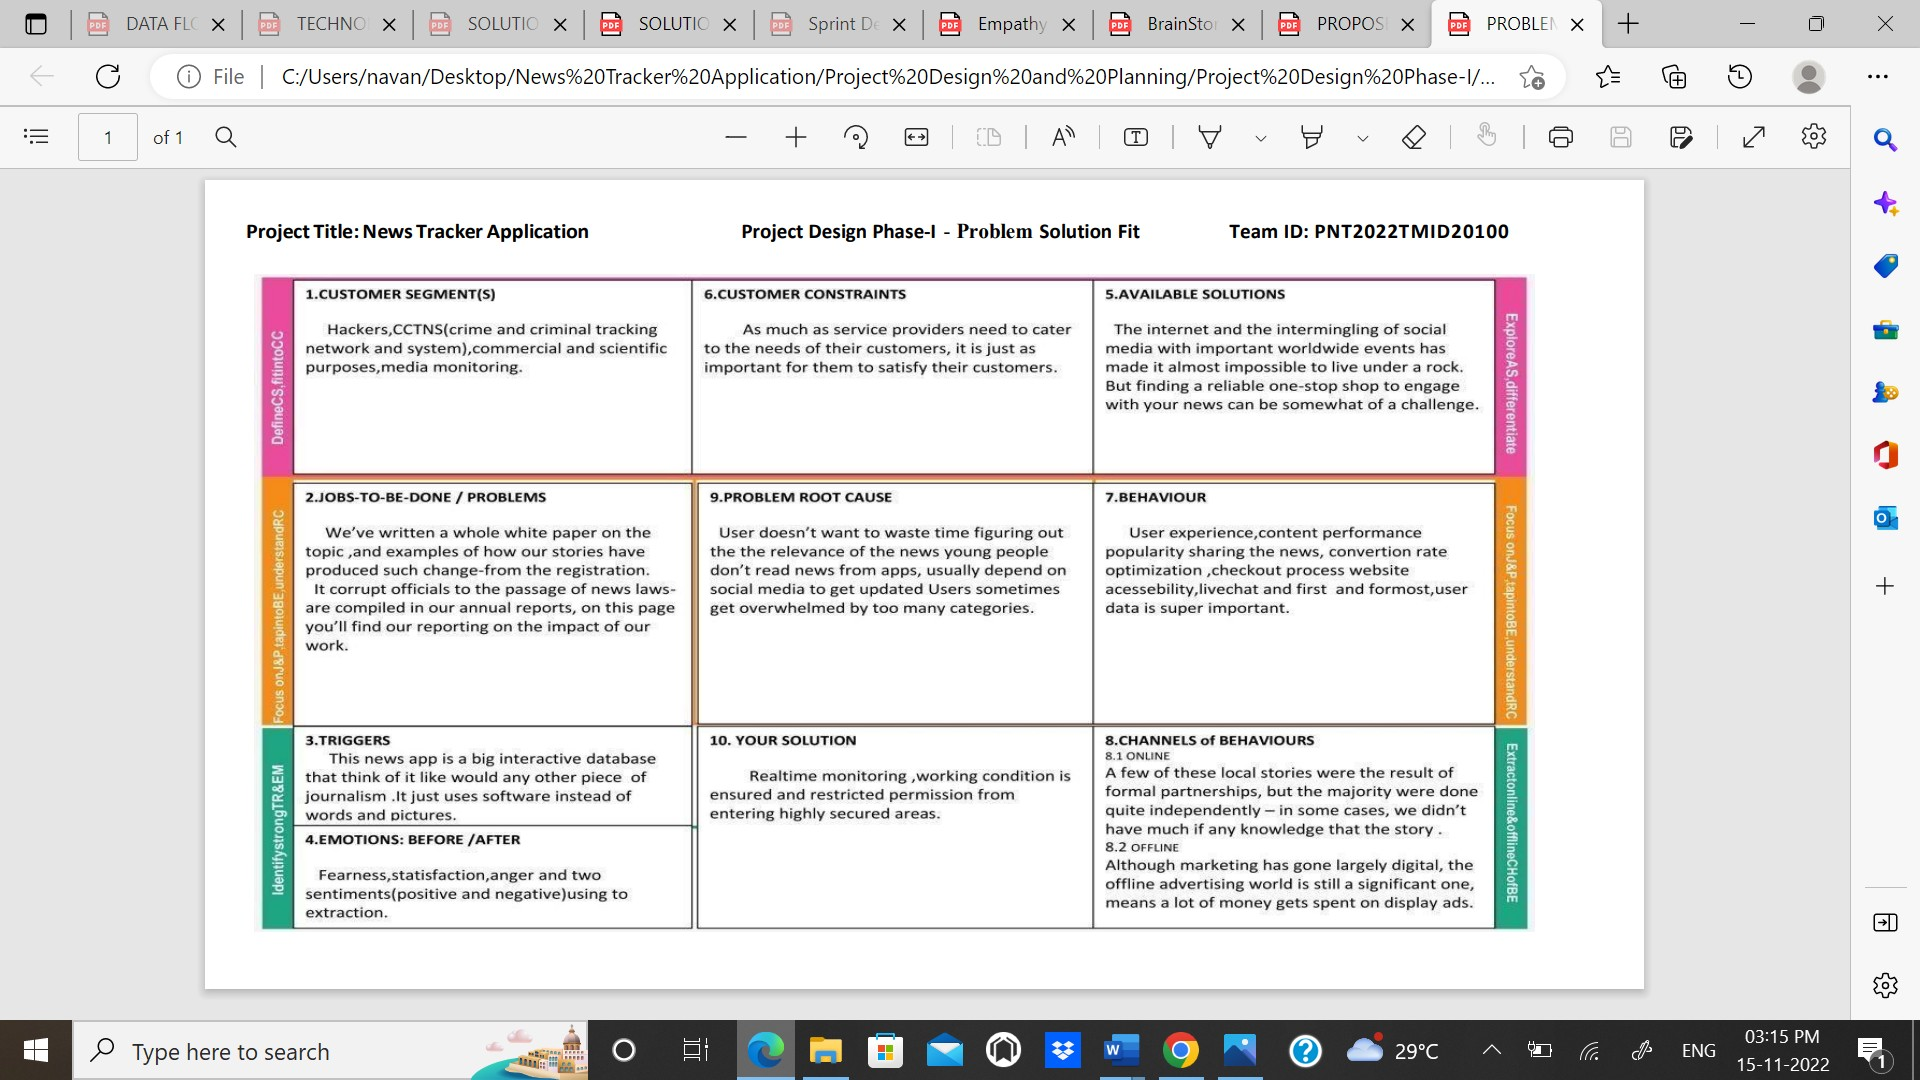 DATA FLC
TECHNO
SOLUTIO
SOLUTIO
Sprint De
Empathy
BrainStor
PROPOS
PROBLEM
File
C:/Users/navan/Desktop/News%20Tracker%20Application/Project%20Design%20and%20Planning/Project%20Design%20Phase-I/...
1
of 1
Project Title: News Tracker Application
Project Design Phase-I - Problem Solution Fit
Team ID: PNT2022TMID20100
DefineCS,fitintoCC
1.CUSTOMER SEGMENT(S)
Hackers,CCTNS(crime and criminal tracking
network and system),commercial and scientific
purposes,media monitoring.
6.CUSTOMER CONSTRAINTS
As much as service providers need to cater
to the needs of their customers, it is just as
important for them to satisfy their customers.
5.AVAILABLE SOLUTIONS
The internet and the intermingling of social
media with important worldwide events has
made it almost impossible to live under a rock.
But finding a reliable one-stop shop to engage
with your news can be somewhat of a challenge.
ExploreAS,differentiate
Focus onJ&P,tapintoBE,understandRC
2.JOBS-TO-BE-DONE / PROBLEMS
We've written a whole white paper on the
topic ,and examples of how our stories have
produced such change-from the registration.
It corrupt officials to the passage of news laws-
are compiled in our annual reports, on this page
you'll find our reporting on the impact of our
work.
9.PROBLEM ROOT CAUSE
User doesn't want to waste time figuring out
the the relevance of the news young people
don't read news from apps, usually depend on
social media to get updated Users sometimes
get overwhelmed by too many categories.
7.BEHAVIOUR
User experience,content performance
popularity sharing the news, convertion rate
optimization ,checkout process website
acessebility,livechat and first and formost,user
data is super important.
Focus onJ&P,tapintoBE,understandRC
IdentifystrongTR&EM
3.TRIGGERS
This news app is a big interactive database
that think of it like would any other piece of
journalism .It just uses software instead of
words and pictures.
4.EMOTIONS: BEFORE /AFTER
Fearness,statisfaction,anger and two
sentiments(positive and negative)using to
extraction.
10. YOUR SOLUTION
Realtime monitoring ,working condition is
ensured and restricted permission from
entering highly secured areas.
8.CHANNELS of BEHAVIOURS
8.1 ONLINE
A few of these local stories were the result of
formal partnerships, but the majority were done
quite independently – in some cases, we didn't
have much if any knowledge that the story .
8.2 OFFLINE
Although marketing has gone largely digital, the
offline advertising world is still a significant one,
means a lot of money gets spent on display ads.
Extractonline&offlineCHofBE
Type here to search
29°C
ENG
03:15 PM
15-11-2022
1